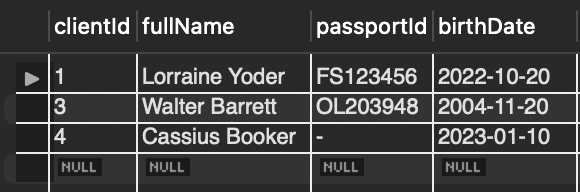 clientId fullName passportId birthDate
1 Lorraine Yoder FS123456 2022-10-20
3 Walter Barrett OL203948 2004-11-20
4 Cassius Booker - 2023-01-10
NULL NULL NULL NULL